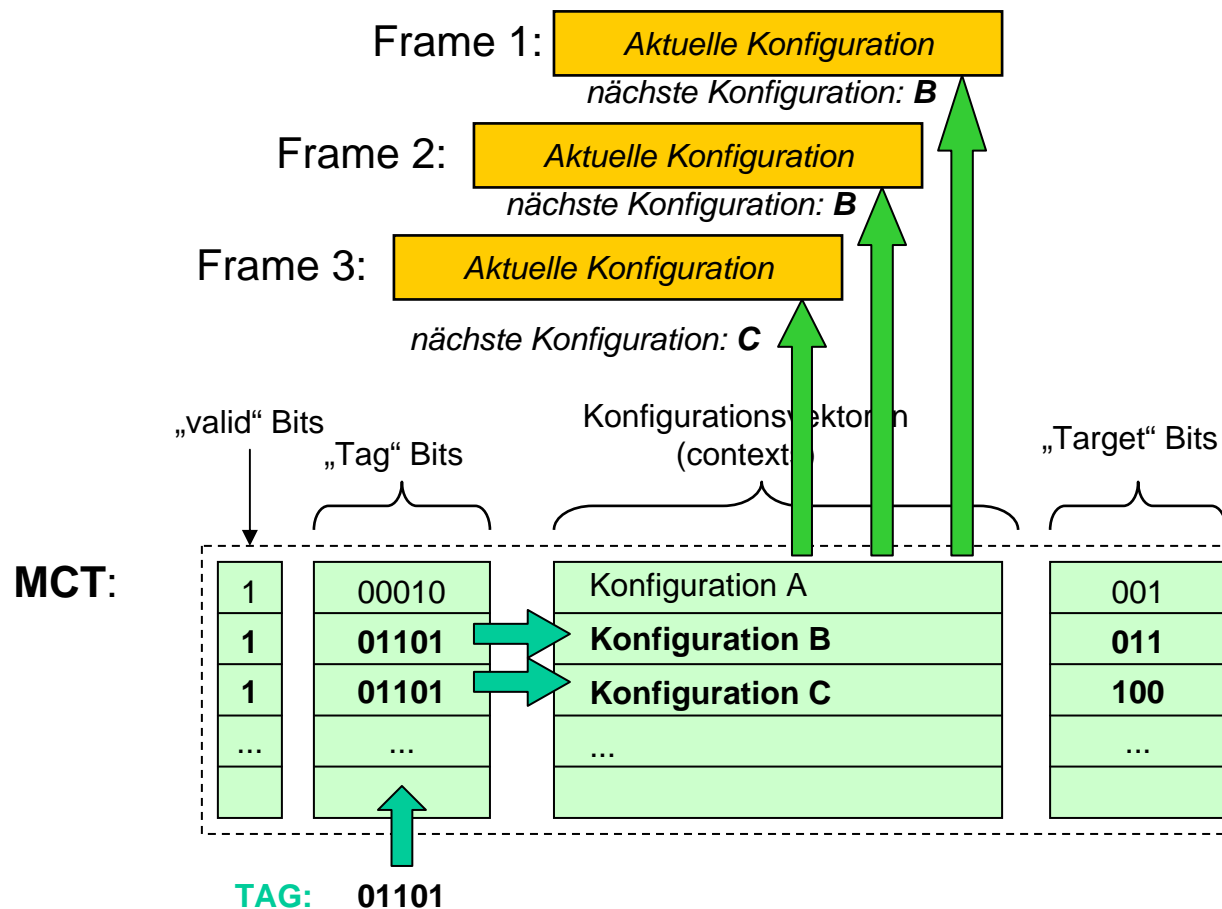 Frame 1: Aktuelle Konfiguration
nächste Konfiguration: B
Frame 2: Aktuelle Konfiguration
nächste Konfiguration: B
Frame 3: Aktuelle Konfiguration
nächste Konfiguration: C
„valid“ Bits
„Tag“ Bits
Konfigurationsvektoren
(contexts)
„Target“ Bits
MCT:
1 00010 Konfiguration A 001
1 01101 Konfiguration B 011
1 01101 Konfiguration C 100
... ... ... ...
TAG: 01101